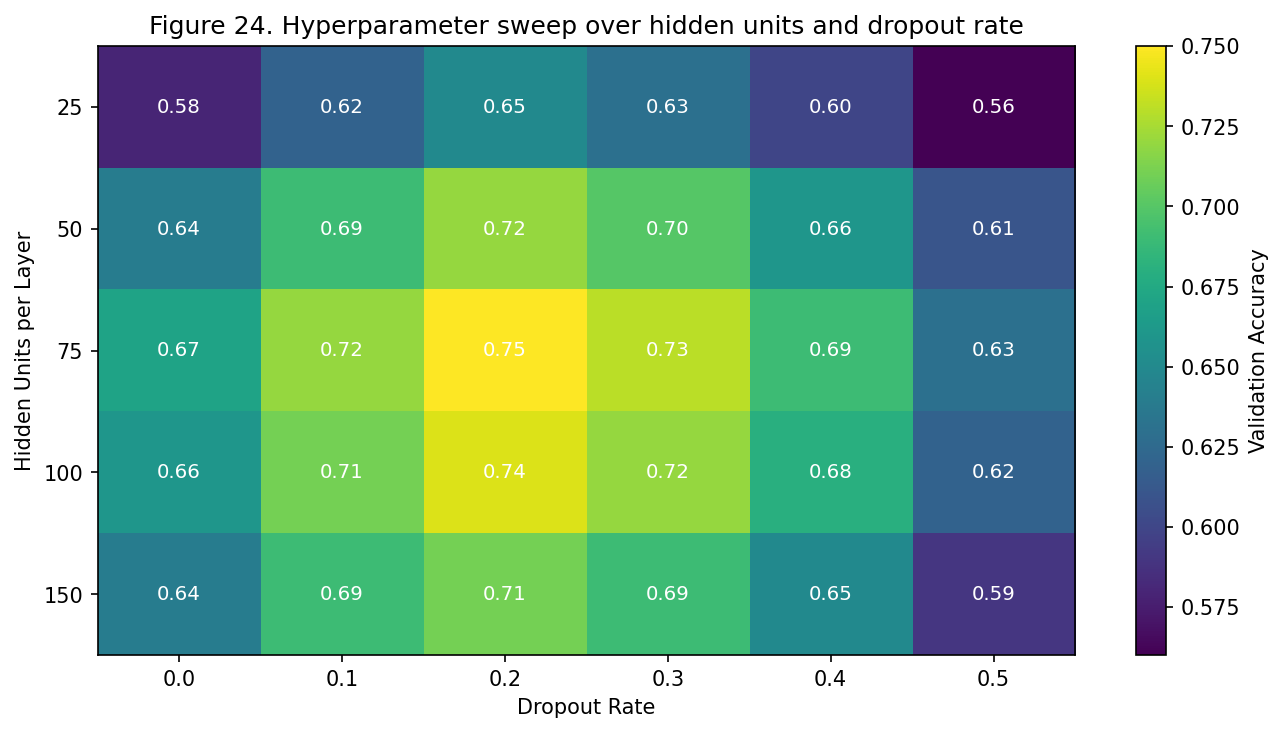 Figure 24. Hyperparameter sweep over hidden units and dropout rate
Hidden Units per Layer
25 0.58 0.62 0.65 0.63 0.60 0.56
50 0.64 0.69 0.72 0.70 0.66 0.61
75 0.67 0.72 0.75 0.73 0.69 0.63
100 0.66 0.71 0.74 0.72 0.68 0.62
150 0.64 0.69 0.71 0.69 0.65 0.59
0.0 0.1 0.2 0.3 0.4 0.5
Dropout Rate
0.750
0.725
0.700
0.675
0.650
0.625
0.600
0.575
Validation Accuracy